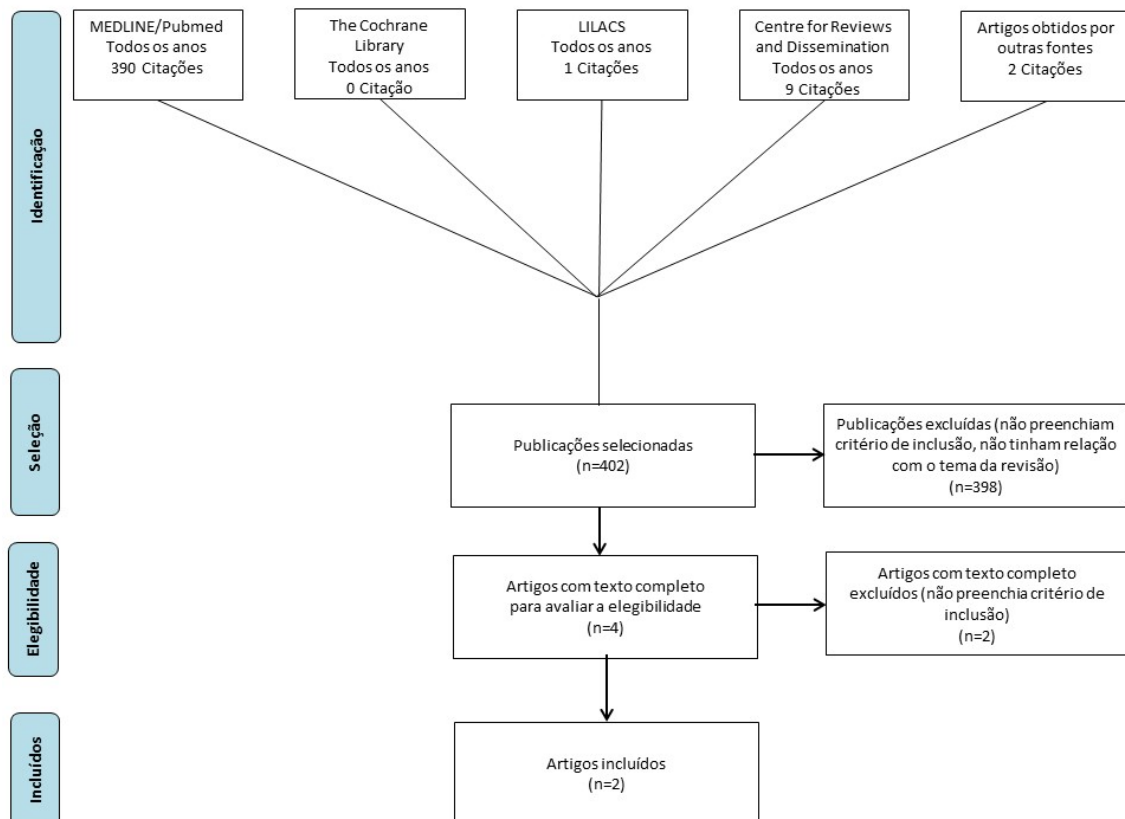 MEDLINE/Pubmed
Todos os anos
390 Citações
The Cochrane
Library
Todos os anos
0 Citação
LILACS
Todos os anos
1 Citações
Centre for Reviews
and Dissemination
Todos os anos
9 Citações
Artigos obtidos por
outras fontes
2 Citações
Identificação
Seleção
Publicações selecionadas
(n=402)
Publicações excluídas (não preenchiam
critério de inclusão, não tinham relação
com o tema da revisão)
(n=398)
Elegibilidade
Artigos com texto completo
para avaliar a elegibilidade
(n=4)
Artigos com texto completo
excluídos (não preenchia critério de
inclusão)
(n=2)
Incluídos
Artigos incluídos
(n=2)